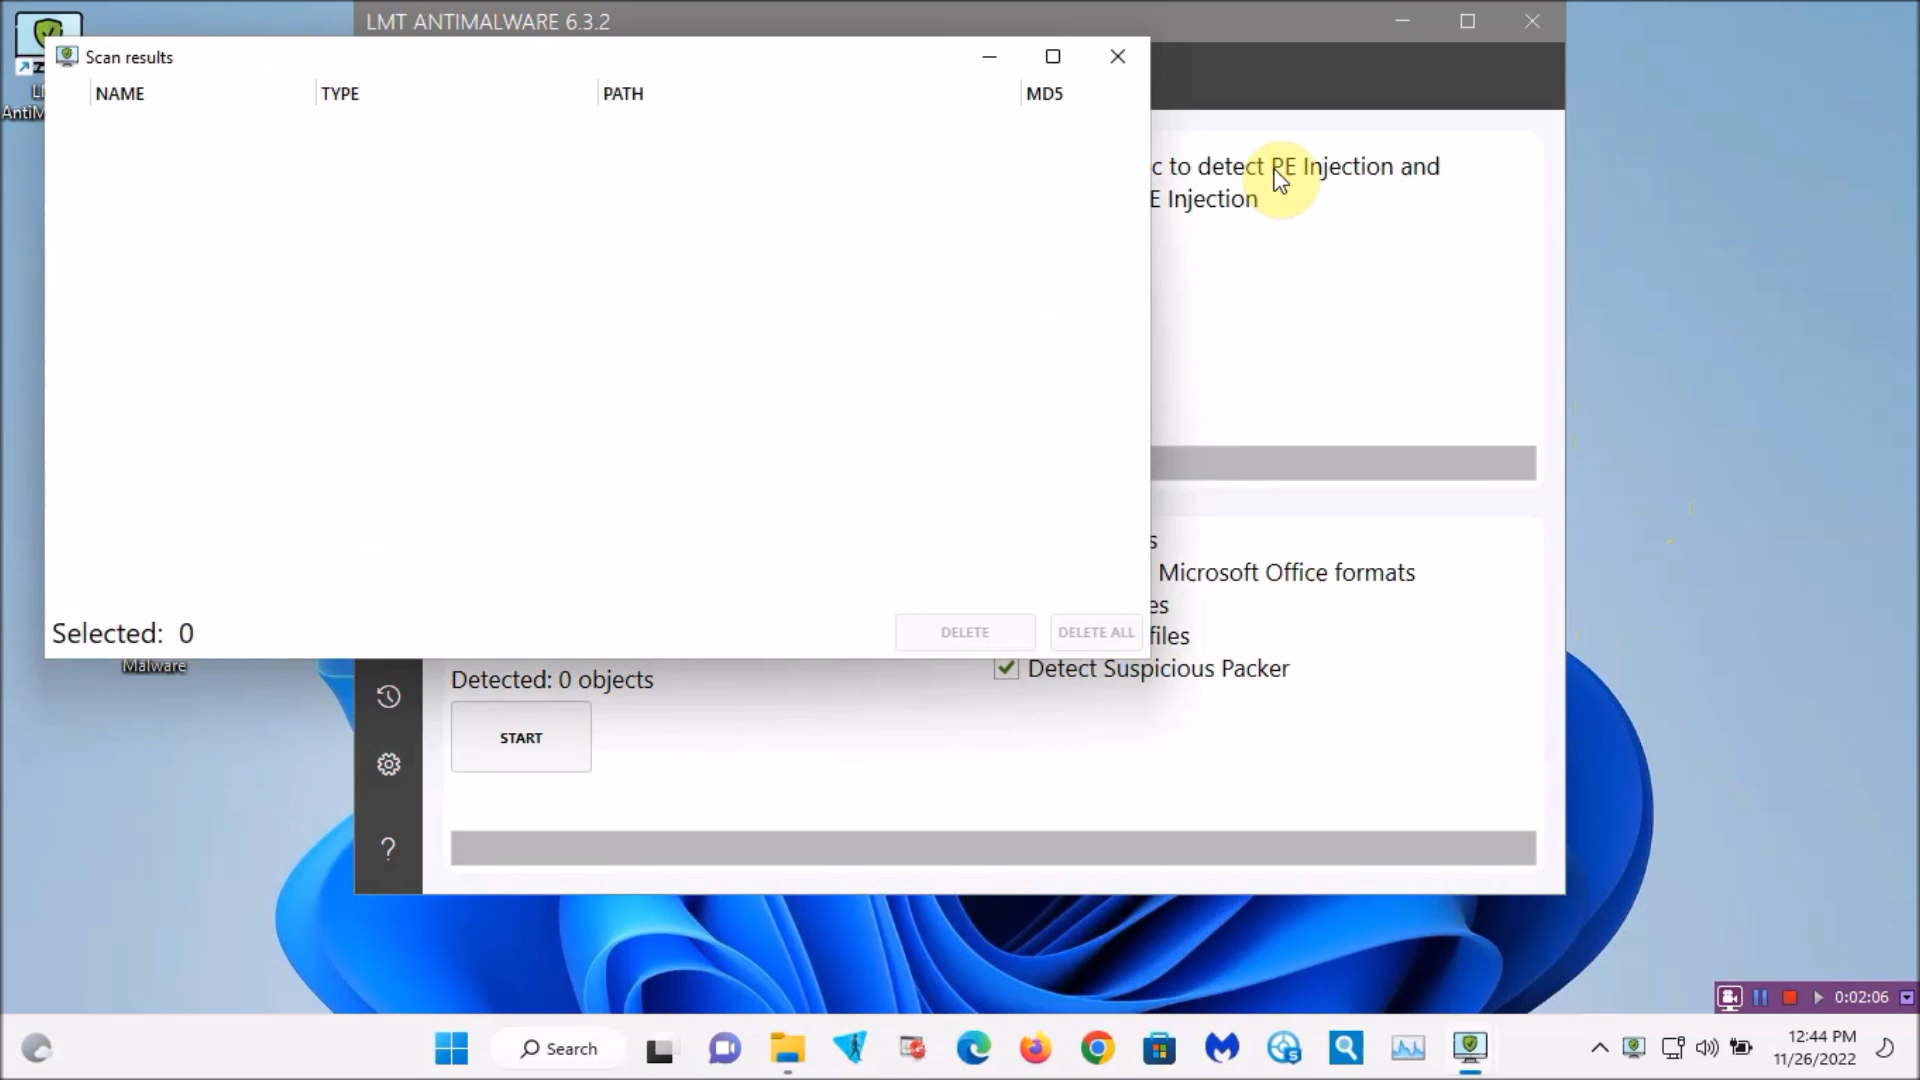 LMT ANTIMALWARE 6.3.2
Scan results
NAME TYPE PATH MD5
c to detect PE Injection and
E Injection
s
Microsoft Office formats
es
files
Selected: 0
DELETE DELETE ALL
Malware
Detect Suspicious Packer
Detected: 0 objects
START
?
0:02:06
Search
12:44 PM
11/26/2022